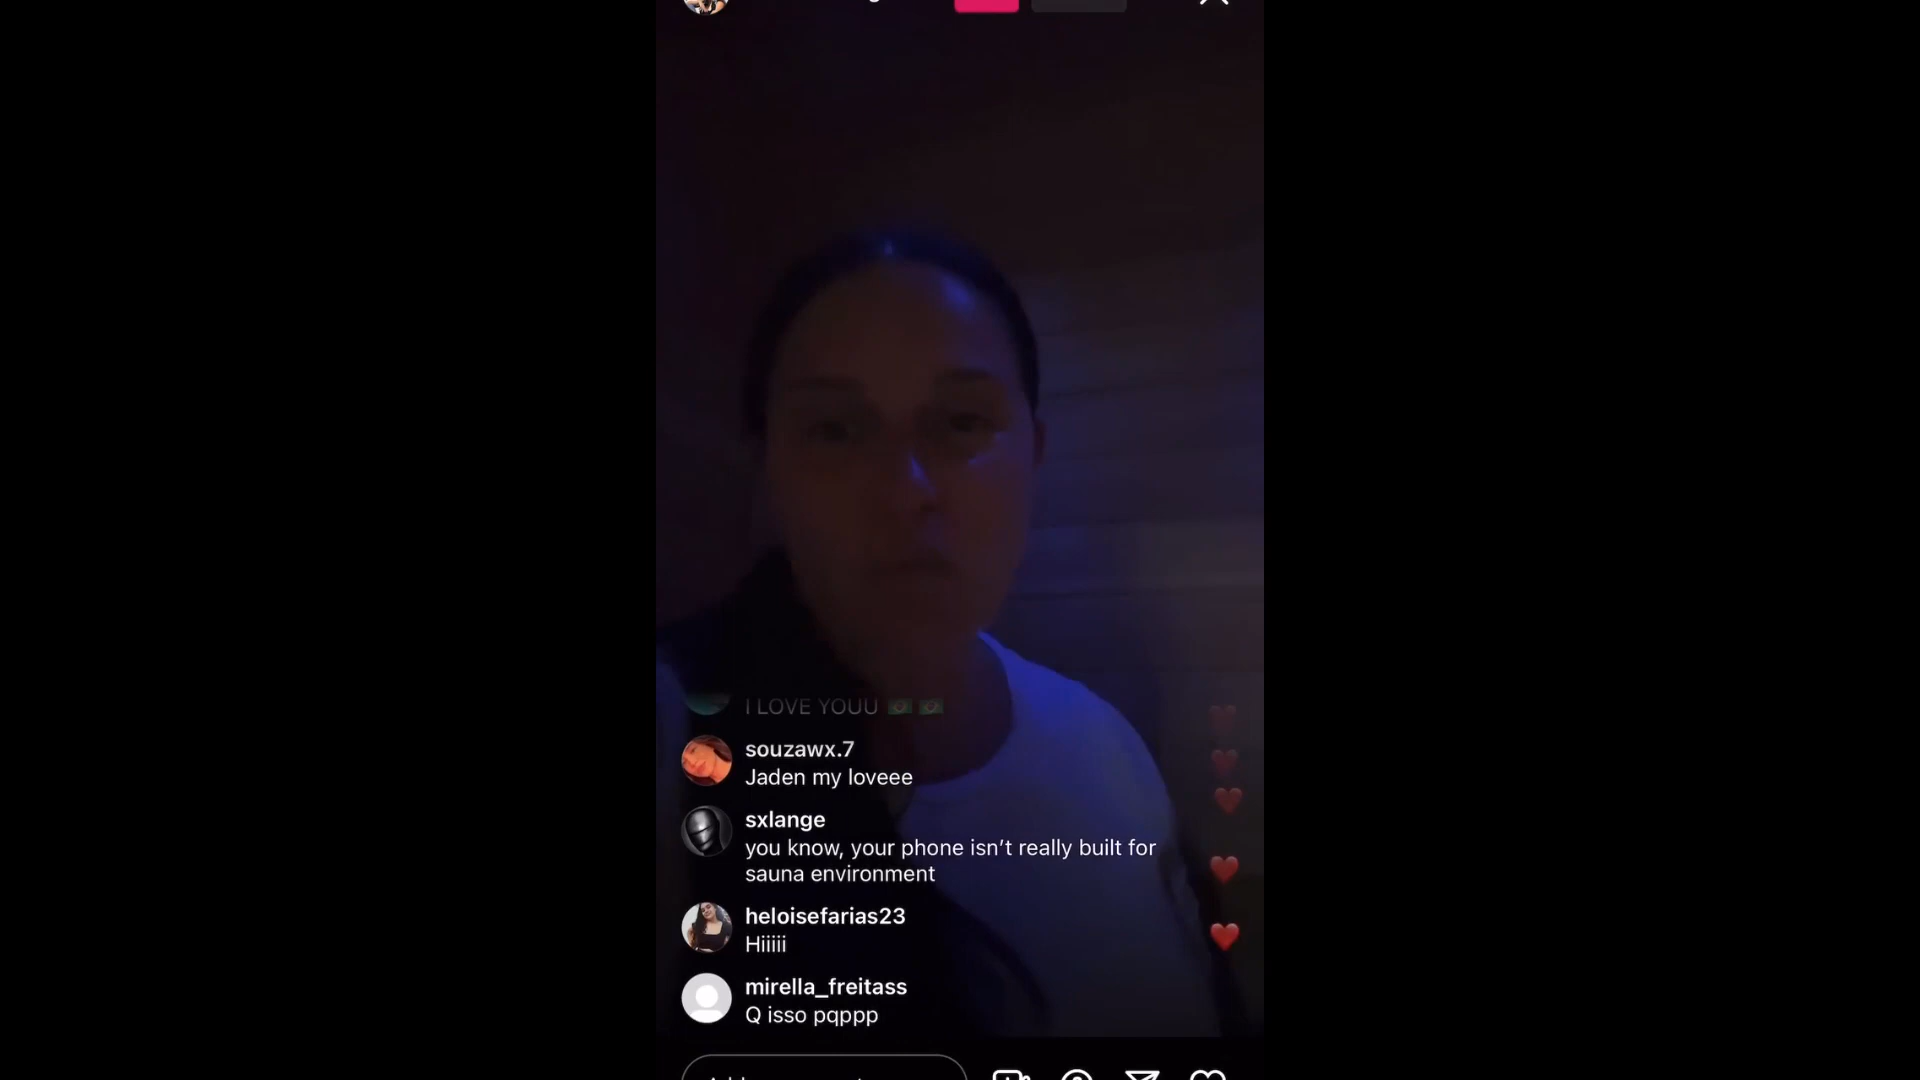 I LOVE YOUU 🇧🇷 🇧🇷
souzawx.7
Jaden my loveee
sxlange
you know, your phone isn’t really built for
sauna environment
heloisefarias23
Hiiiii
mirella_freitass
Q isso pqppp